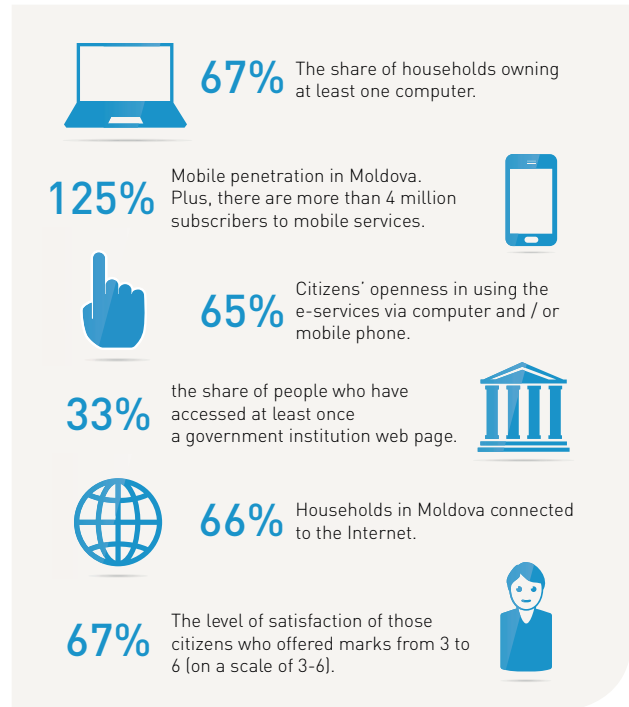 67%
The share of households owning
at least one computer.
125%
Mobile penetration in Moldova.
Plus, there are more than 4 million
subscribers to mobile services.
65%
Citizens’ openness in using the
e-services via computer and / or
mobile phone.
33%
the share of people who have
accessed at least once
a government institution web page.
66%
Households in Moldova connected
to the Internet.
67%
The level of satisfaction of those
citizens who offered marks from 3 to
6 (on a scale of 3-6).